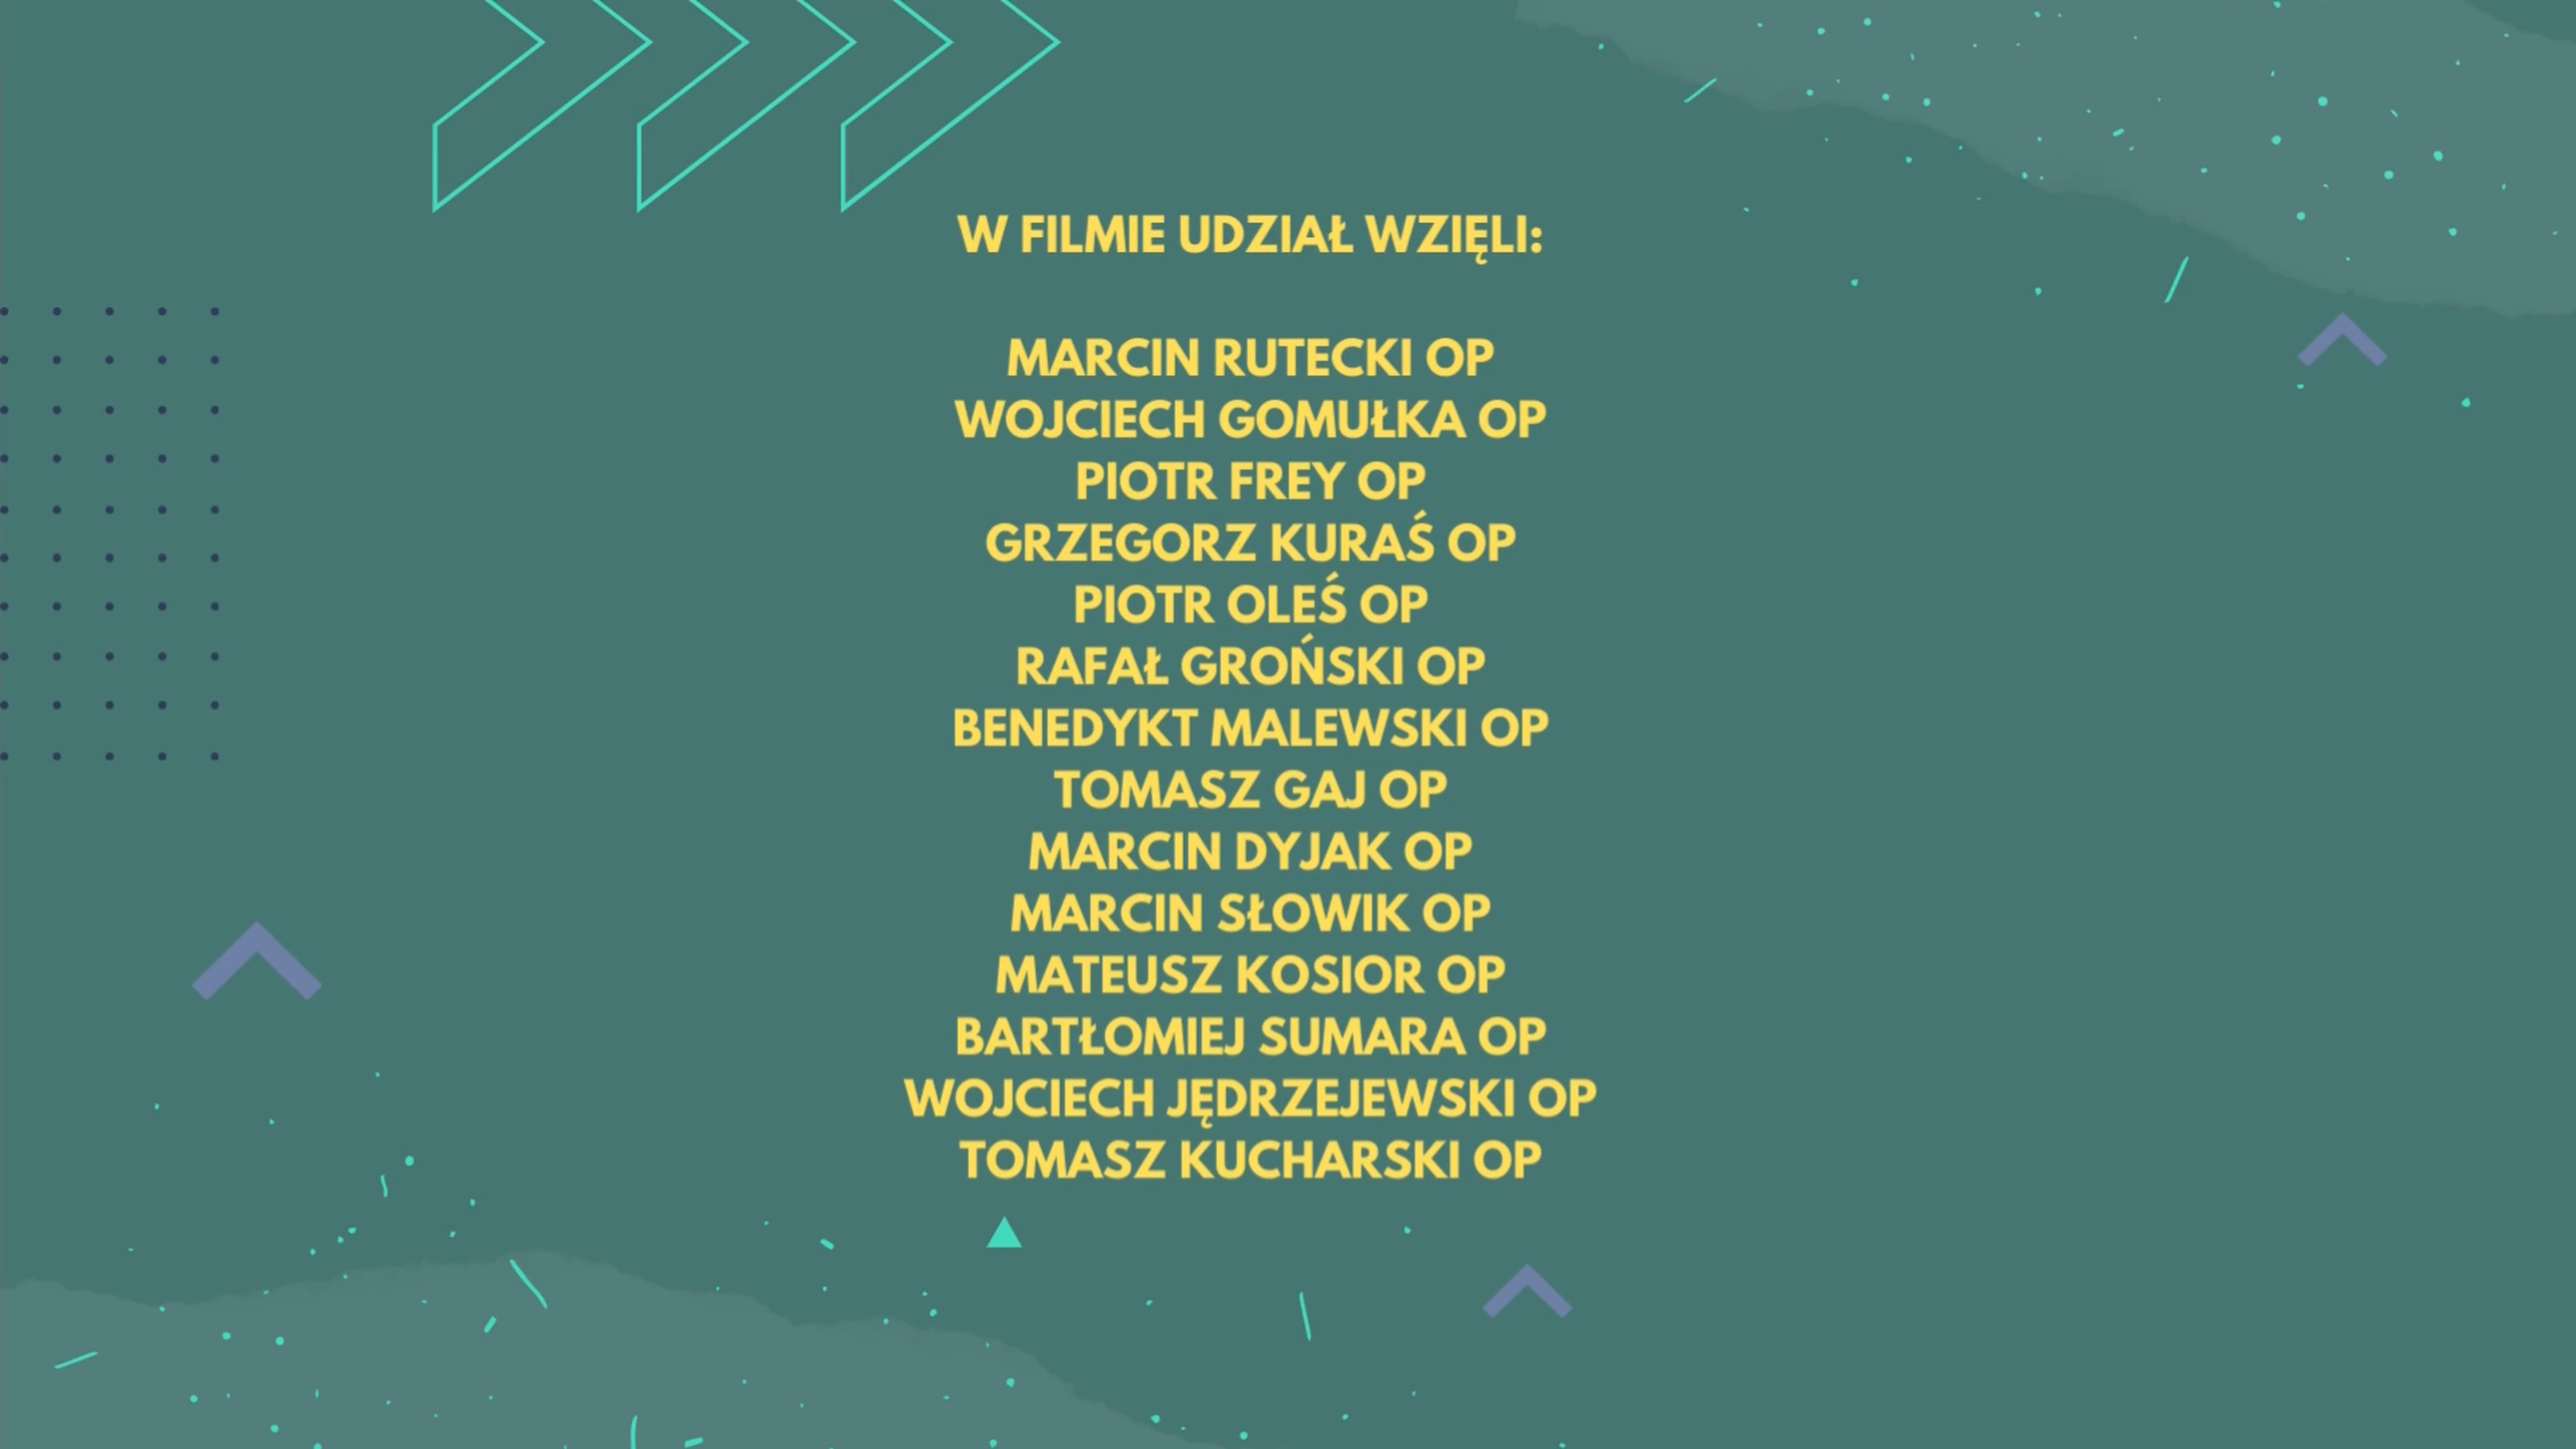 W FILMIE UDZIAŁ WZIĘLI:
MARCIN RUTECKI OP
WOJCIECH GOMUŁKA OP
PIOTR FREY OP
GRZEGORZ KURAŚ OP
PIOTR OLEŚ OP
RAFAŁ GROŃSKI OP
BENEDYKT MALEWSKI OP
TOMASZ GAJ OP
MARCIN DYJAK OP
MARCIN SŁOWIK OP
MATEUSZ KOSIOR OP
BARTŁOMIEJ SUMARA OP
WOJCIECH JĘDRZEJEWSKI OP
TOMASZ KUCHARSKI OP